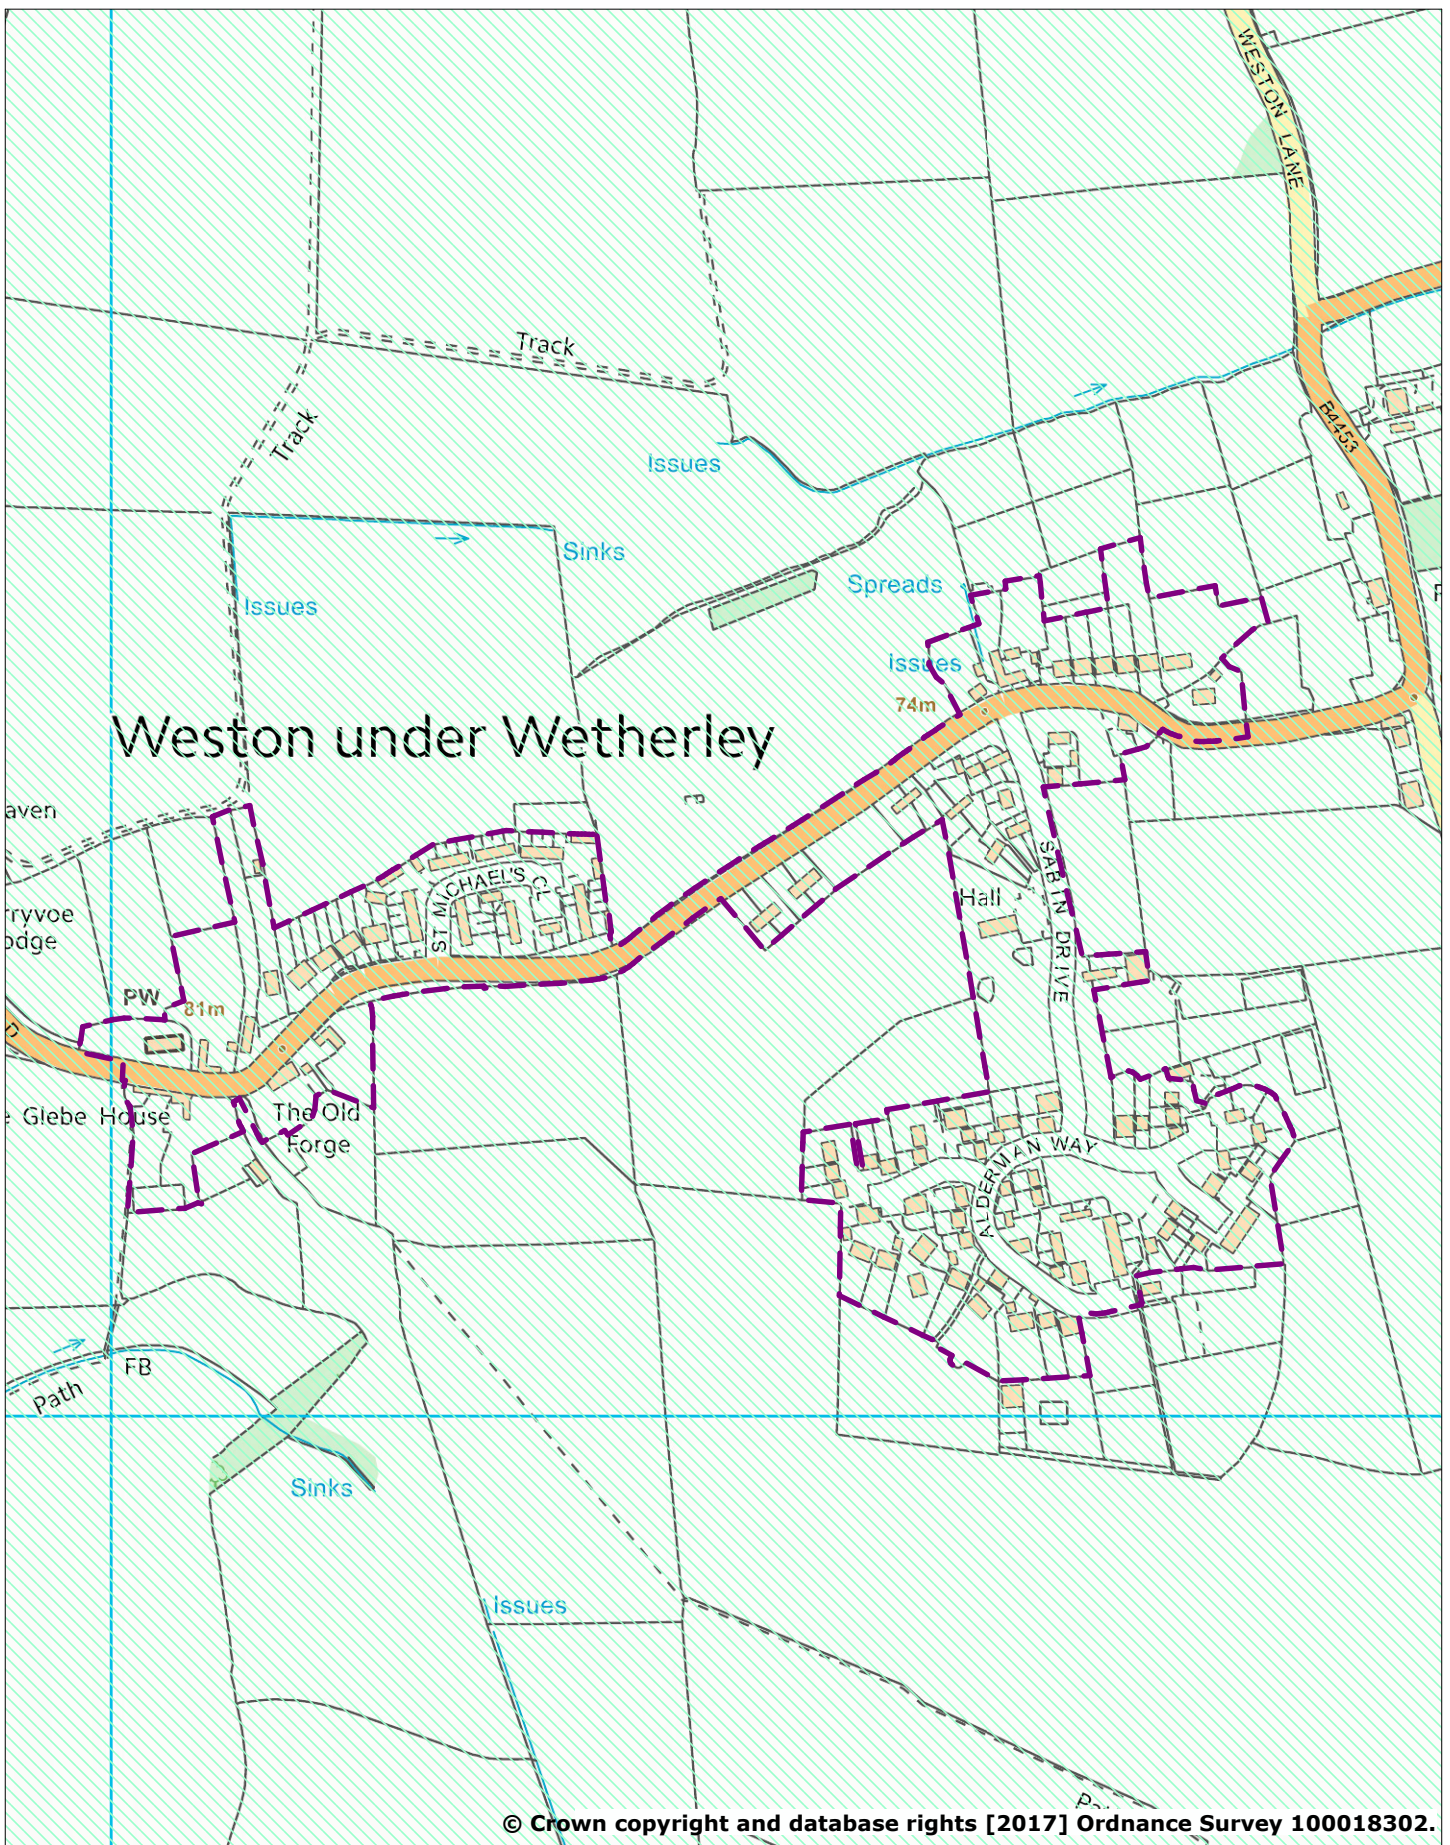 WESTON LANE
Track
Track
B4453
Issues
Sinks
Issues
Spreads
Issues
74m
Weston under Wetherley
aven
ST MICHAEL'S CL
SABIN DRIVE
Hall
rryvoe
odge
PW
81m
D
e Glebe House
The Old
Forge
ALDERMAN WAY
FB
Path
Sinks
Issues
© Crown copyright and database rights [2017] Ordnance Survey 100018302.